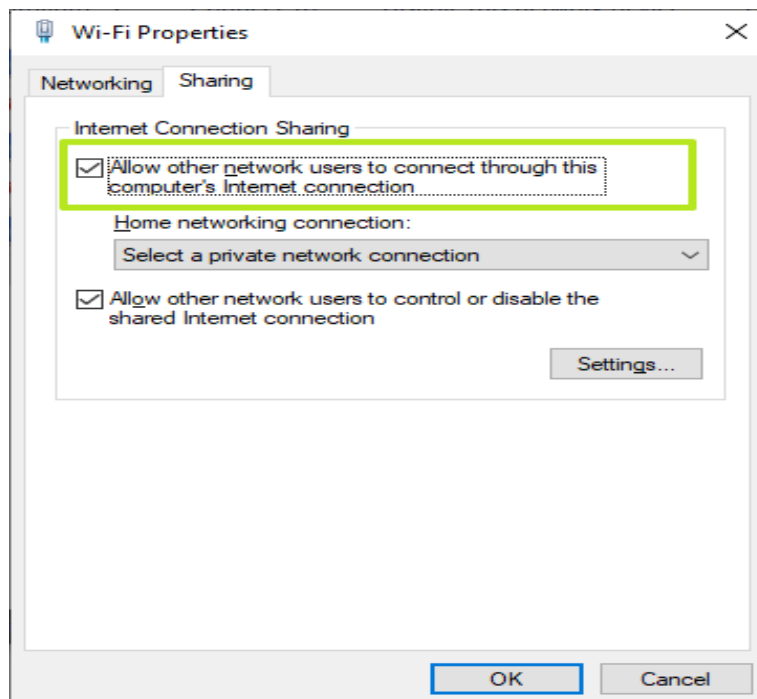 Wi-Fi Properties
Networking
Sharing
Internet Connection Sharing
Allow other network users to connect through this
computer's Internet connection
Home networking connection:
Select a private network connection
Allow other network users to control or disable the
shared Internet connection
Settings...
OK
Cancel